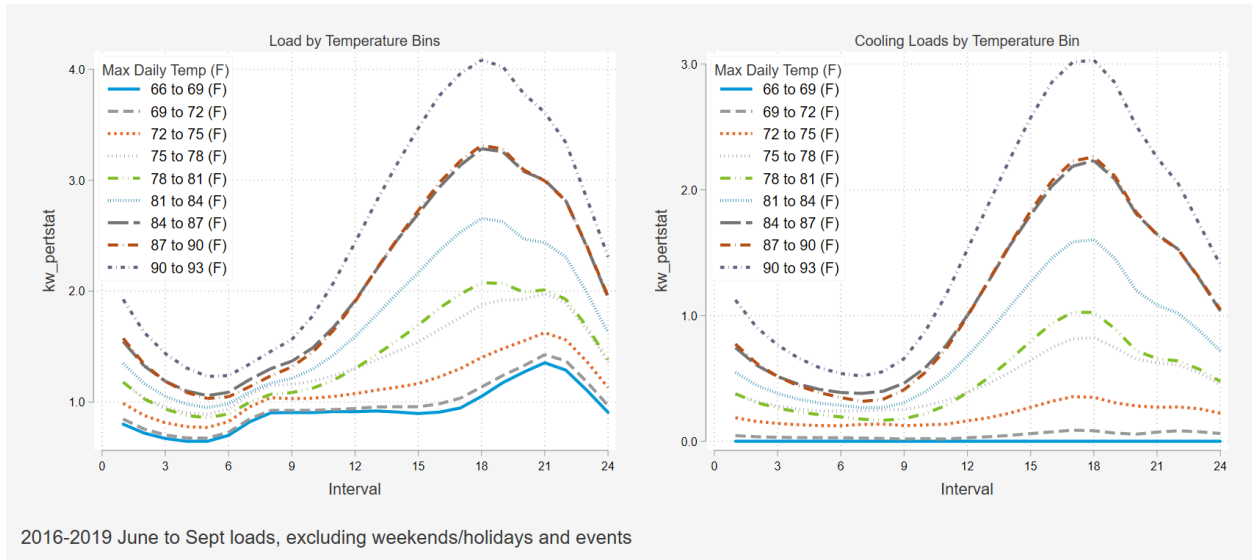 Load by Temperature Bins
Max Daily Temp (F)
66 to 69 (F)
69 to 72 (F)
72 to 75 (F)
75 to 78 (F)
78 to 81 (F)
81 to 84 (F)
84 to 87 (F)
87 to 90 (F)
90 to 93 (F)
kw_pertstat
4.0
3.0
2.0
1.0
0 3 6 9 12 15 18 21 24
Interval
Cooling Loads by Temperature Bin
Max Daily Temp (F)
66 to 69 (F)
69 to 72 (F)
72 to 75 (F)
75 to 78 (F)
78 to 81 (F)
81 to 84 (F)
84 to 87 (F)
87 to 90 (F)
90 to 93 (F)
kw_pertstat
3.0
2.0
1.0
0.0
0 3 6 9 12 15 18 21 24
Interval
2016-2019 June to Sept loads, excluding weekends/holidays and events